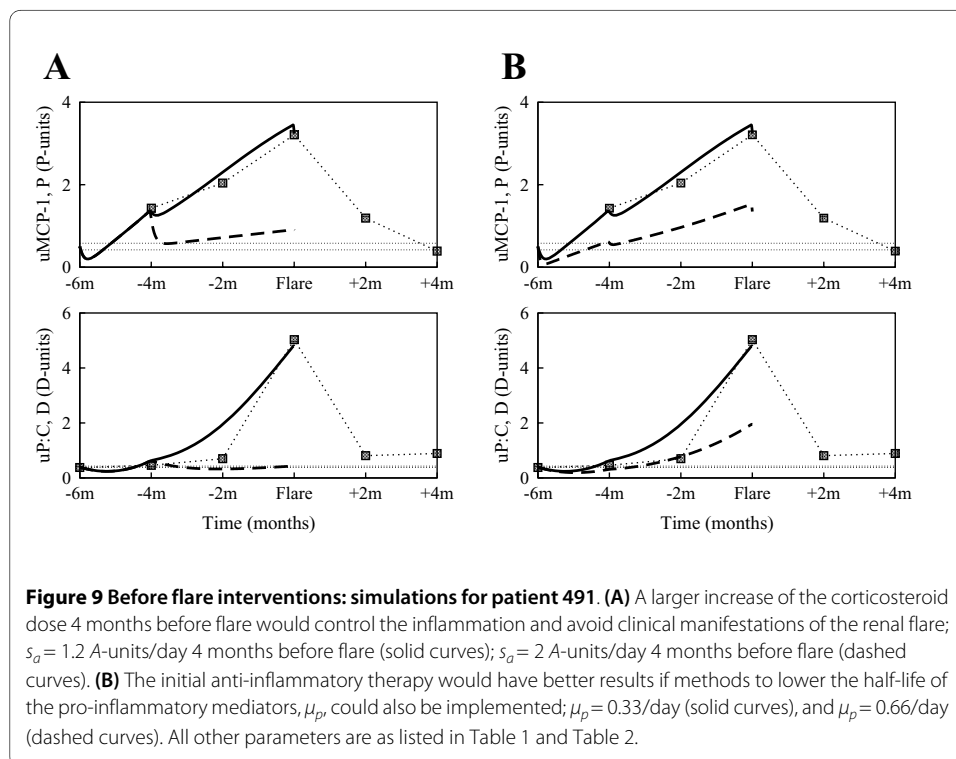 A
B
uMCP-1, P (P-units)
4
2
0
-6m -4m -2m Flare +2m +4m
uMCP-1, P (P-units)
4
2
0
-6m -4m -2m Flare +2m +4m
uP:C, D (D-units)
6
4
2
0
-6m -4m -2m Flare +2m +4m
Time (months)
uP:C, D (D-units)
6
4
2
0
-6m -4m -2m Flare +2m +4m
Time (months)
Figure 9 Before flare interventions: simulations for patient 491. (A) A larger increase of the corticosteroid
dose 4 months before flare would control the inflammation and avoid clinical manifestations of the renal flare;
sₐ = 1.2 A-units/day 4 months before flare (solid curves); sₐ = 2 A-units/day 4 months before flare (dashed
curves). (B) The initial anti-inflammatory therapy would have better results if methods to lower the half-life of
the pro-inflammatory mediators, μₚ, could also be implemented; μₚ = 0.33/day (solid curves), and μₚ = 0.66/day
(dashed curves). All other parameters are as listed in Table 1 and Table 2.